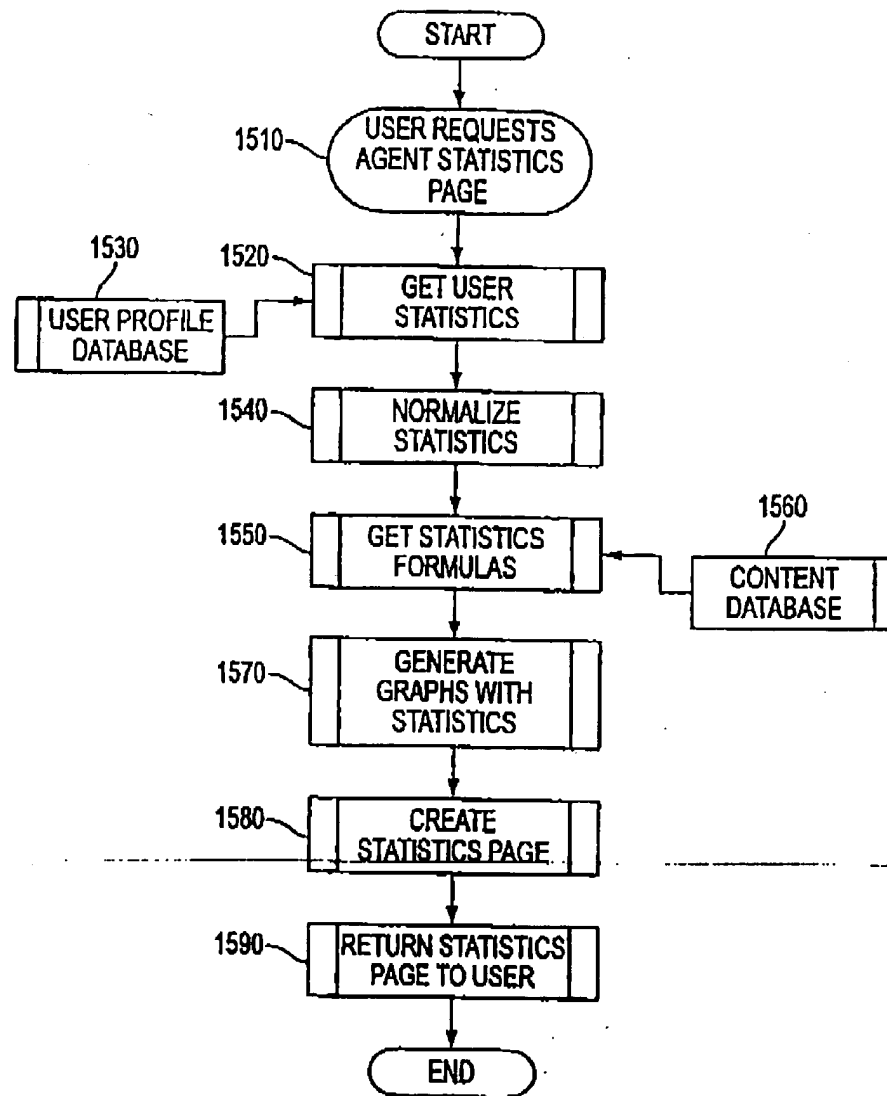 START
1510
USER REQUESTS
AGENT STATISTICS
PAGE
1530
1520
GET USER
STATISTICS
USER PROFILE
DATABASE
1540
NORMALIZE
STATISTICS
1560
1550
GET STATISTICS
FORMULAS
CONTENT
DATABASE
1570
GENERATE
GRAPHS WITH
STATISTICS
1580
CREATE
STATISTICS PAGE
1590
RETURN STATISTICS
PAGE TO USER
END